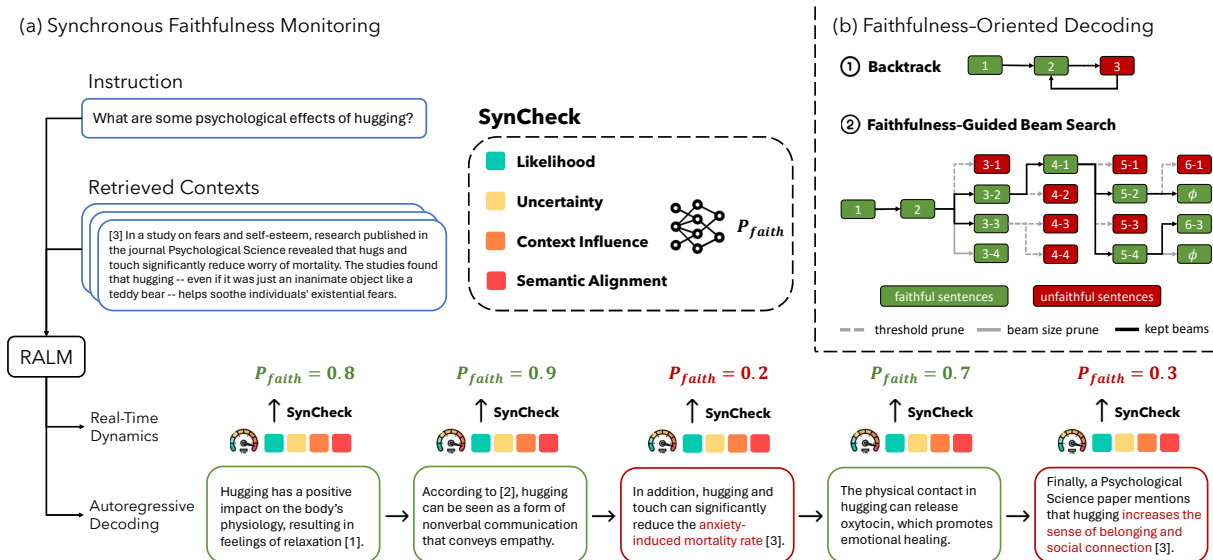 (a) Synchronous Faithfulness Monitoring
Instruction
What are some psychological effects of hugging?
Retrieved Contexts
[3] In a study on fears and self-esteem, research published in
the journal Psychological Science revealed that hugs and
touch significantly reduce worry of mortality. The studies found
that hugging -- even if it was just an inanimate object like a
teddy bear -- helps soothe individuals' existential fears.
RALM
SynCheck
Likelihood
Uncertainty
Context Influence
Semantic Alignment
P_faith
(b) Faithfulness-Oriented Decoding
1 Backtrack
1
2
3
2 Faithfulness-Guided Beam Search
3-1
4-1
5-1
6-1
3-2
4-2
5-2
ϕ
1
2
3-3
4-3
5-3
6-3
3-4
4-4
5-4
ϕ
faithful sentences
unfaithful sentences
threshold prune
beam size prune
kept beams
P_faith = 0.8
P_faith = 0.9
P_faith = 0.2
P_faith = 0.7
P_faith = 0.3
SynCheck
SynCheck
SynCheck
SynCheck
SynCheck
Real-Time
Dynamics
Autoregressive
Decoding
Hugging has a positive
impact on the body's
physiology, resulting in
feelings of relaxation [1].
According to [2], hugging
can be seen as a form of
nonverbal communication
that conveys empathy.
In addition, hugging and
touch can significantly
reduce the anxiety-
induced mortality rate [3].
The physical contact in
hugging can release
oxytocin, which promotes
emotional healing.
Finally, a Psychological
Science paper mentions
that hugging increases the
sense of belonging and
social connection [3].